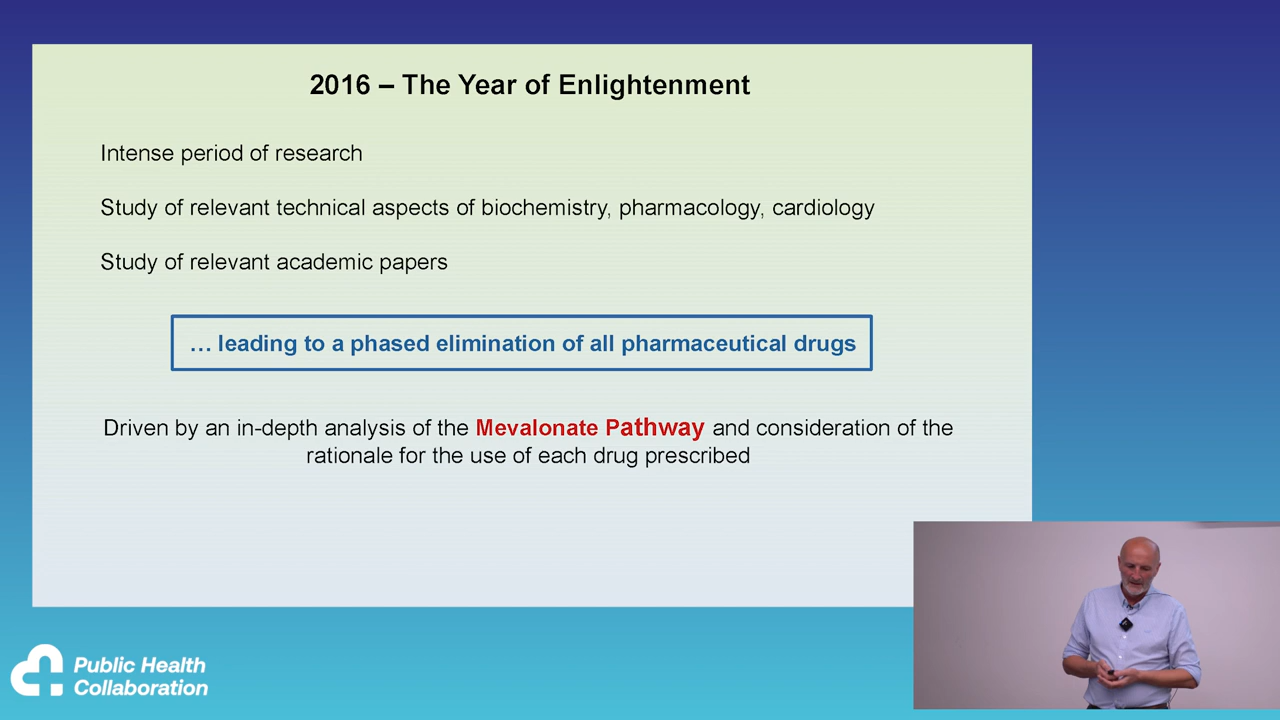 2016 – The Year of Enlightenment
Intense period of research
Study of relevant technical aspects of biochemistry, pharmacology, cardiology
Study of relevant academic papers
… leading to a phased elimination of all pharmaceutical drugs
Driven by an in-depth analysis of the Mevalonate Pathway and consideration of the
rationale for the use of each drug prescribed
Public Health
Collaboration